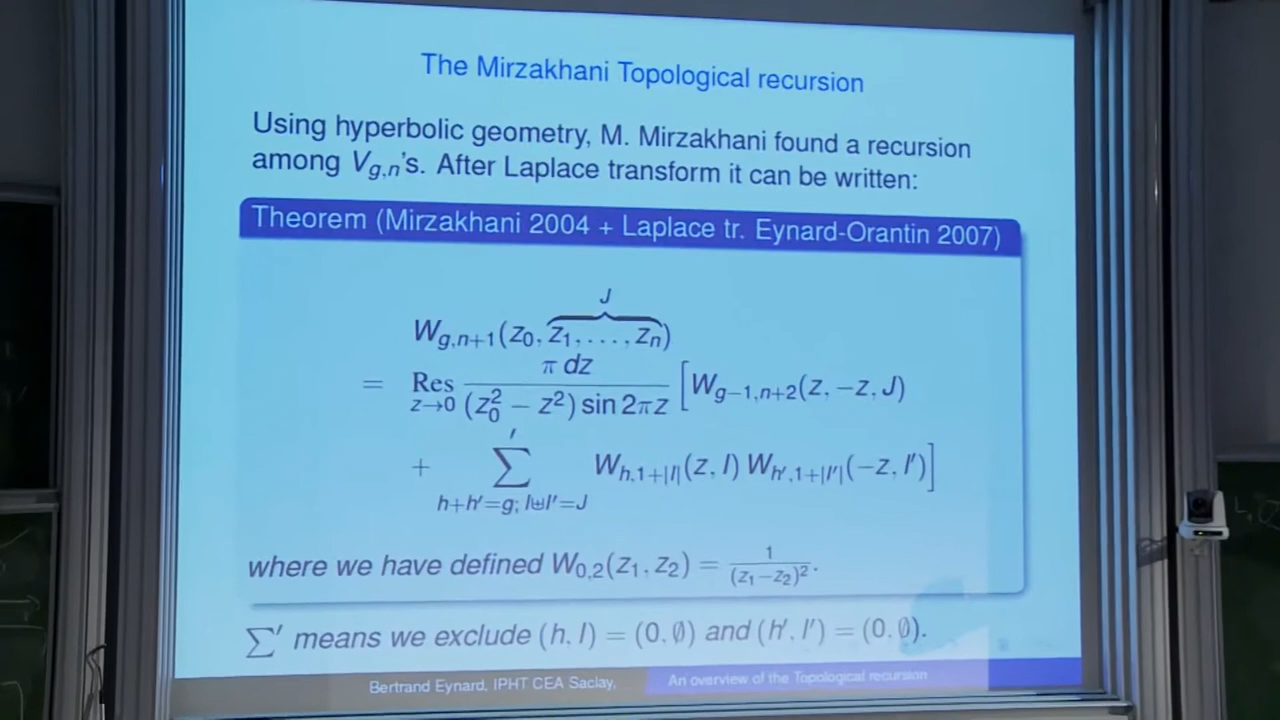 The Mirzakhani Topological recursion
Using hyperbolic geometry, M. Mirzakhani found a recursion
among V_{g,n}'s. After Laplace transform it can be written:
Theorem (Mirzakhani 2004 + Laplace tr. Eynard-Orantin 2007)
J
W_{g,n+1}(z_0, z_1, . . . , z_n)
= Res_{z→0} π dz / ((z_0^2 − z^2) sin 2πz) [W_{g−1,n+2}(z, −z, J)
+ ∑'_{h+h'=g; I⊎I'=J} W_{h,1+|I|}(z, I) W_{h',1+|I'|}(−z, I')]
where we have defined W_{0,2}(z_1, z_2) = 1/(z_1−z_2)^2.
∑' means we exclude (h, I) = (0, ∅) and (h', I') = (0, ∅).
Bertrand Eynard, IPHT CEA Saclay, An overview of the Topological recursion